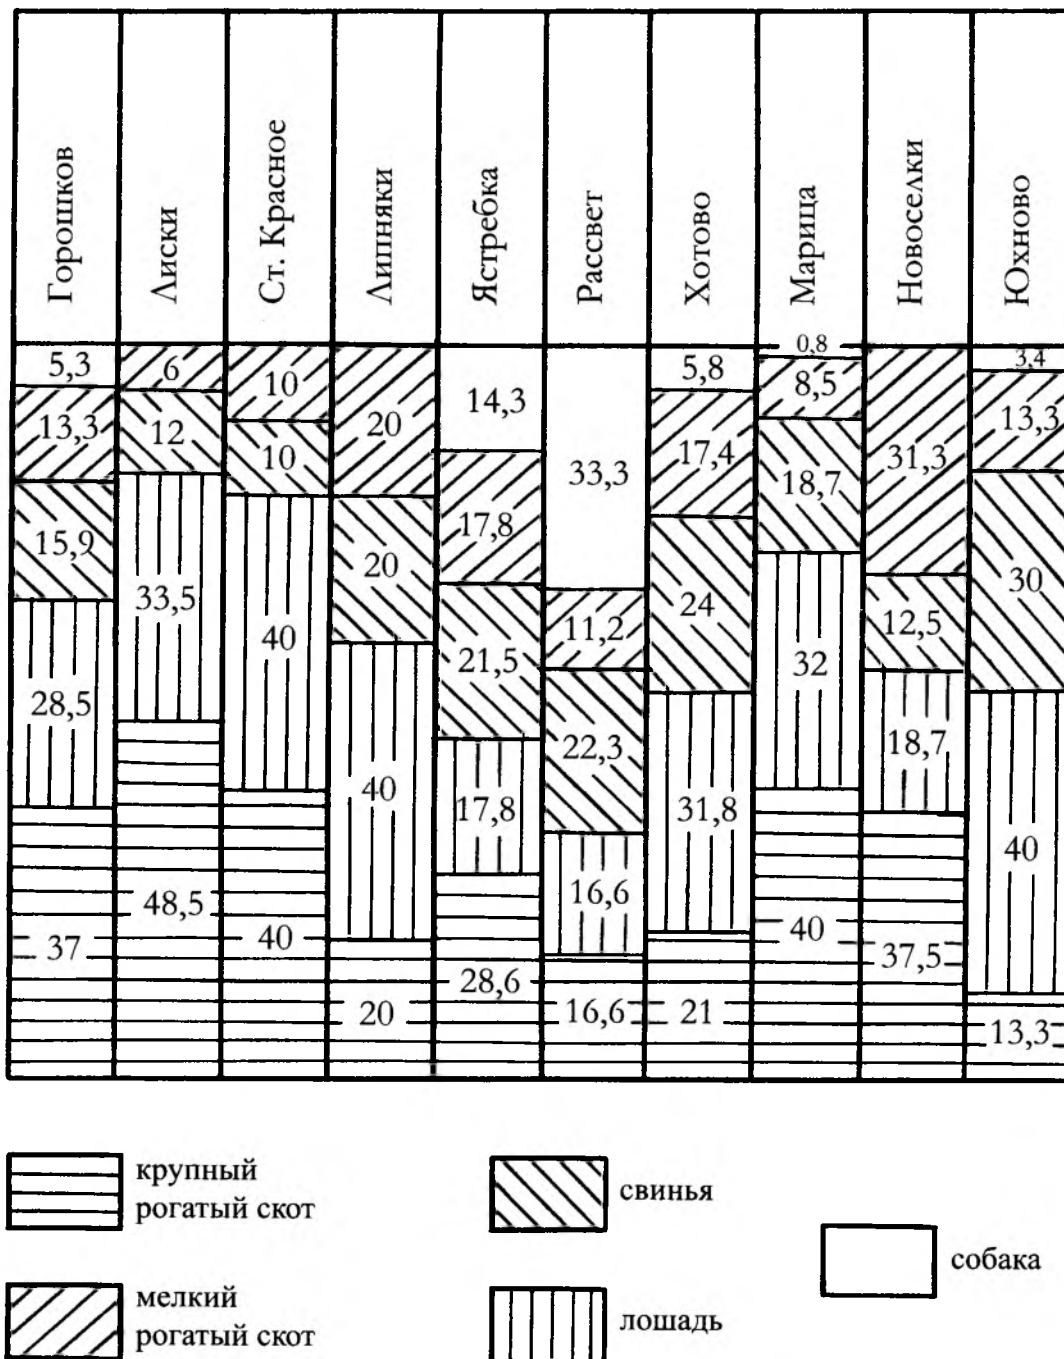 Горошков
Лиски
Ст. Красное
Липняки
Ястребка
Рассвет
Хотово
Марица
Новоселки
Юхново
5,3
13,3
15,9
28,5
37
6
12
33,5
48,5
10
10
40
40
20
20
40
20
14,3
17,8
21,5
17,8
28,6
33,3
11,2
22,3
16,6
16,6
5,8
17,4
24
31,8
21
0,8
8,5
18,7
32
40
31,3
12,5
18,7
37,5
3,4
13,3
30
40
13,3
крупный
рогатый скот
мелкий
рогатый скот
свинья
лошадь
собака